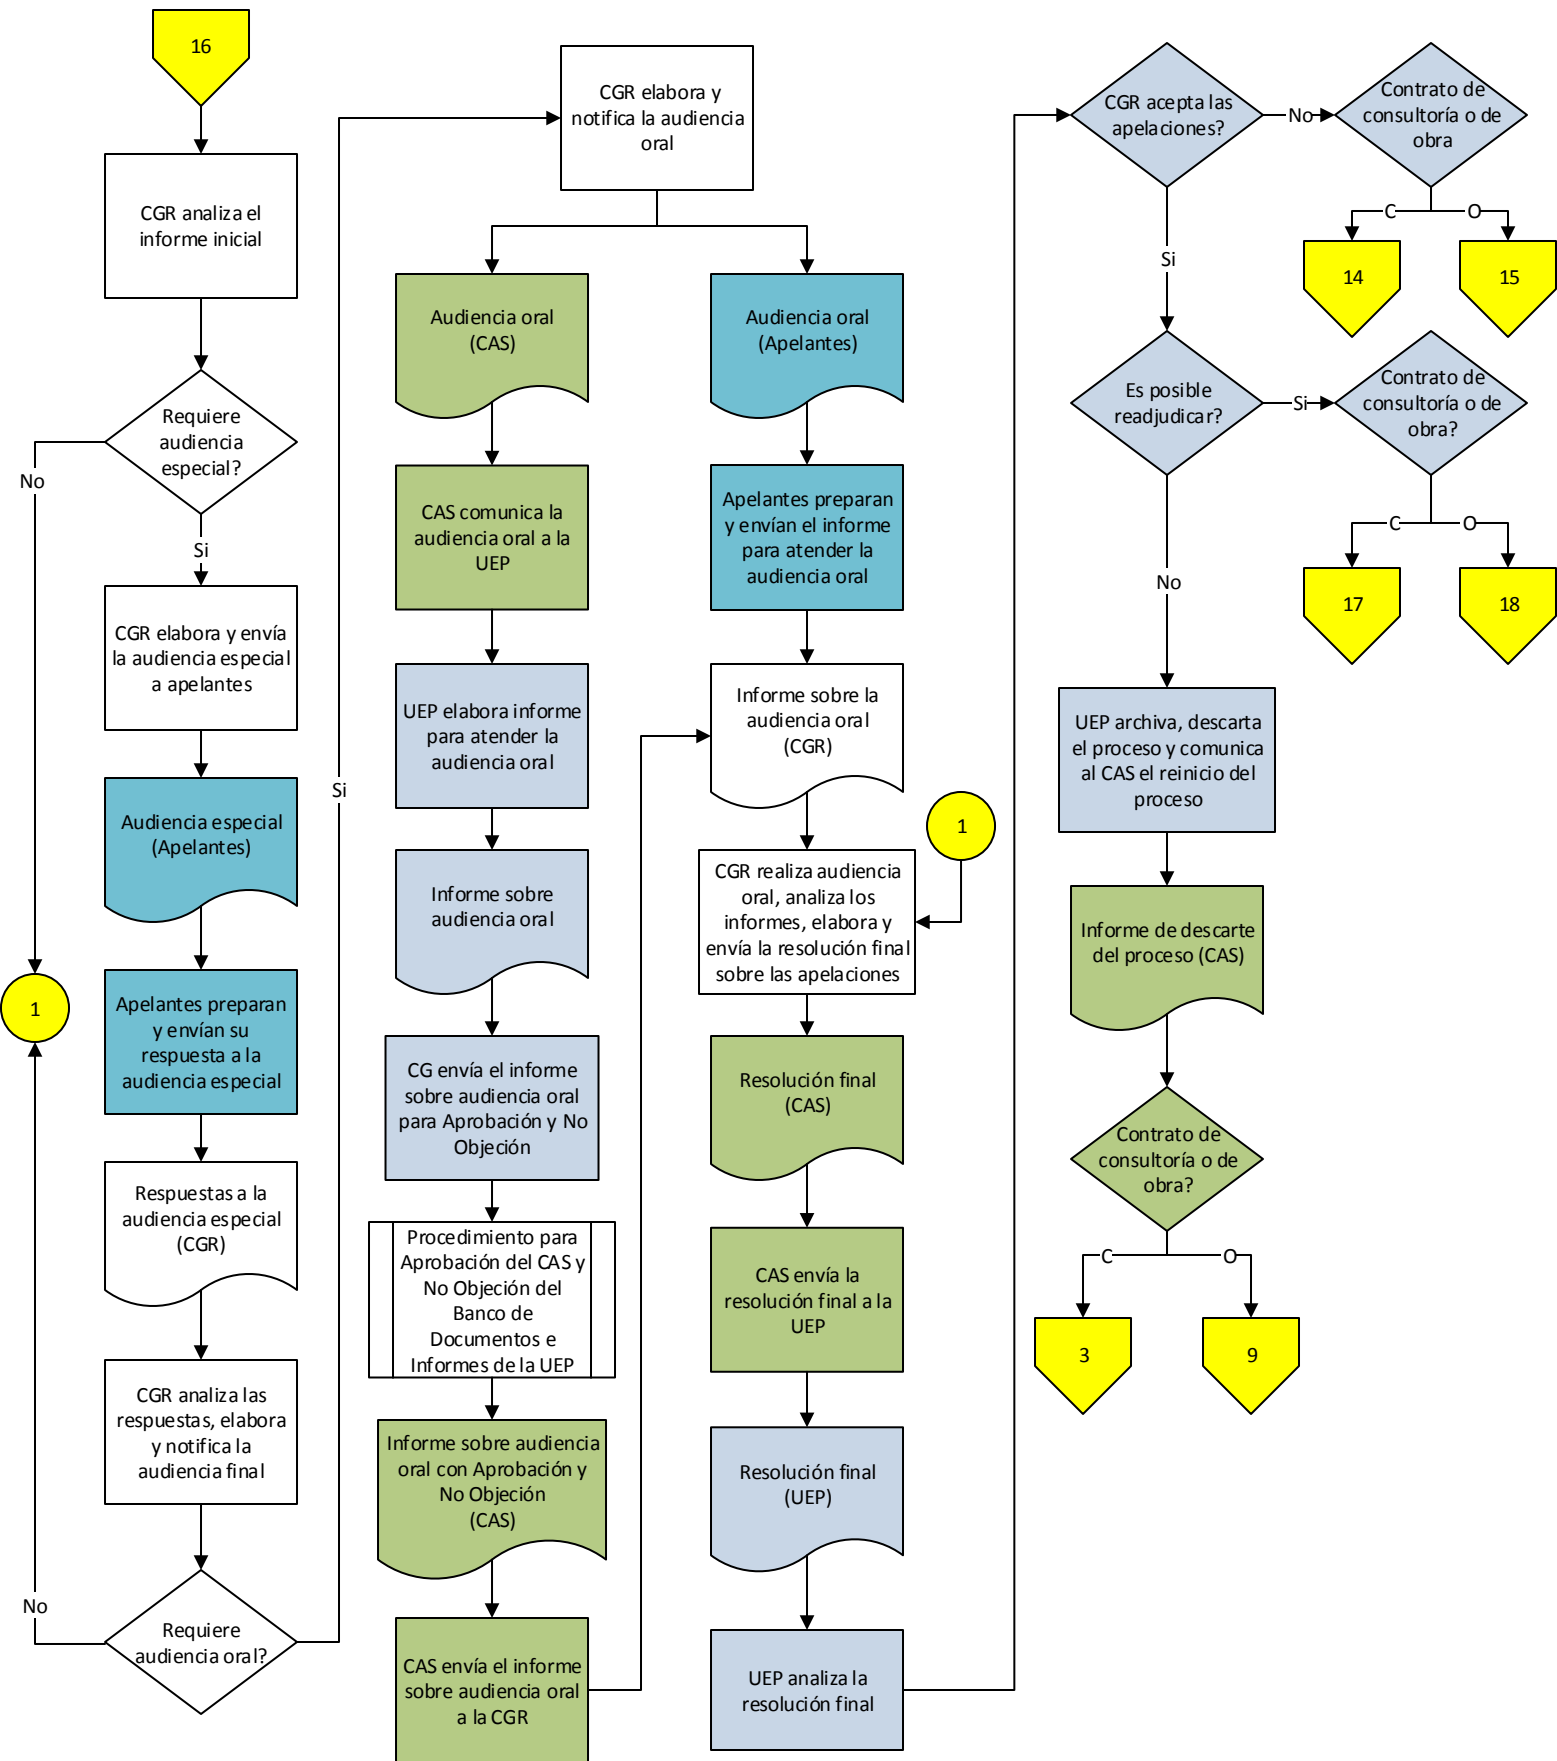 16
CGR analiza el
informe inicial
Requiere
audiencia
especial?
No
Si
CGR elabora y envía
la audiencia especial
a apelantes
Audiencia especial
(Apelantes)
1
Apelantes preparan
y envían su
respuesta a la
audiencia especial
Respuestas a la
audiencia especial
(CGR)
CGR analiza las
respuestas, elabora
y notifica la
audiencia final
No
Requiere
audiencia oral?
Si
CGR elabora y
notifica la audiencia
oral
Audiencia oral
(CAS)
CAS comunica la
audiencia oral a la
UEP
UEP elabora informe
para atender la
audiencia oral
Informe sobre
audiencia oral
CG envía el informe
sobre audiencia oral
para Aprobación y No
Objeción
Procedimiento para
Aprobación del CAS y
No Objeción del
Banco de
Documentos e
Informes de la UEP
Informe sobre audiencia
oral con Aprobación y
No Objeción
(CAS)
CAS envía el informe
sobre audiencia oral
a la CGR
Audiencia oral
(Apelantes)
Apelantes preparan
y envían el informe
para atender la
audiencia oral
Informe sobre la
audiencia oral
(CGR)
1
CGR realiza audiencia
oral, analiza los
informes, elabora y
envía la resolución final
sobre las apelaciones
Resolución final
(CAS)
CAS envía la
resolución final a la
UEP
Resolución final
(UEP)
UEP analiza la
resolución final
CGR acepta las
apelaciones?
No
Contrato de
consultoría o de
obra
C
O
14
15
Si
Es posible
readjudicar?
Si
Contrato de
consultoría o de
obra?
C
O
17
18
No
UEP archiva, descarta
el proceso y comunica
al CAS el reinicio del
proceso
Informe de descarte
del proceso (CAS)
Contrato de
consultoría o de
obra?
C
O
3
9